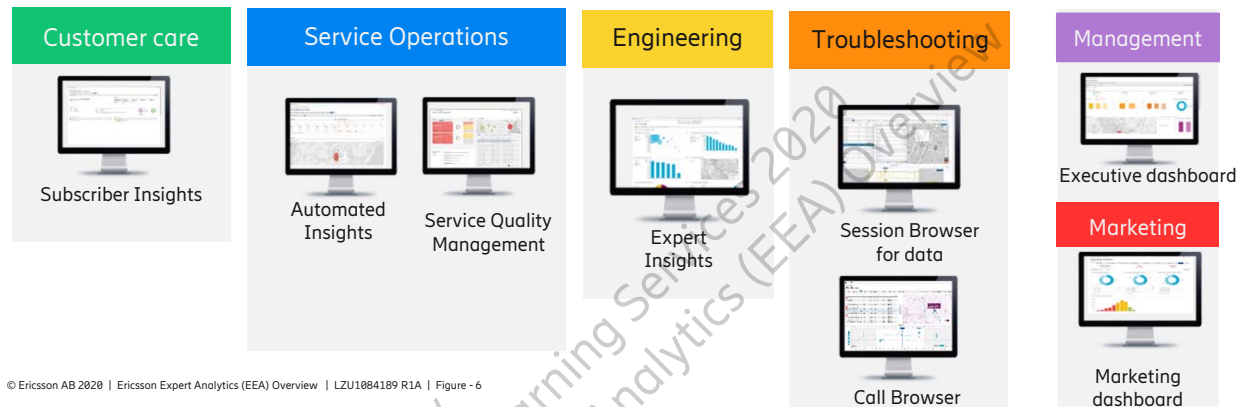 Customer care
Subscriber Insights
Service Operations
Automated
Insights
Service Quality
Management
Engineering
Expert
Insights
Troubleshooting
Session Browser
for data
Call Browser
Management
Executive dashboard
Marketing
Marketing
dashboard
© Ericsson AB 2020 | Ericsson Expert Analytics (EEA) Overview | LZU1084189 R1A | Figure - 6
rning Services 2020
nalytics (EEA) Overview